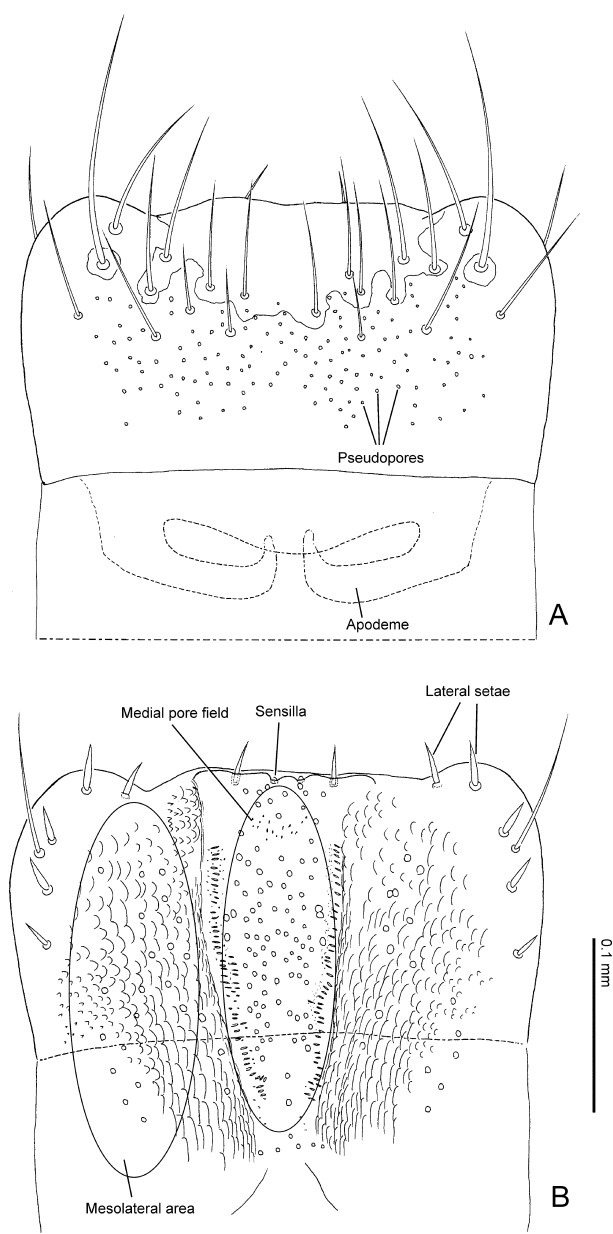 Pseudopores
Apodeme
A
Lateral setae
Medial pore field
Sensilla
0.1 mm
Mesolateral area
B